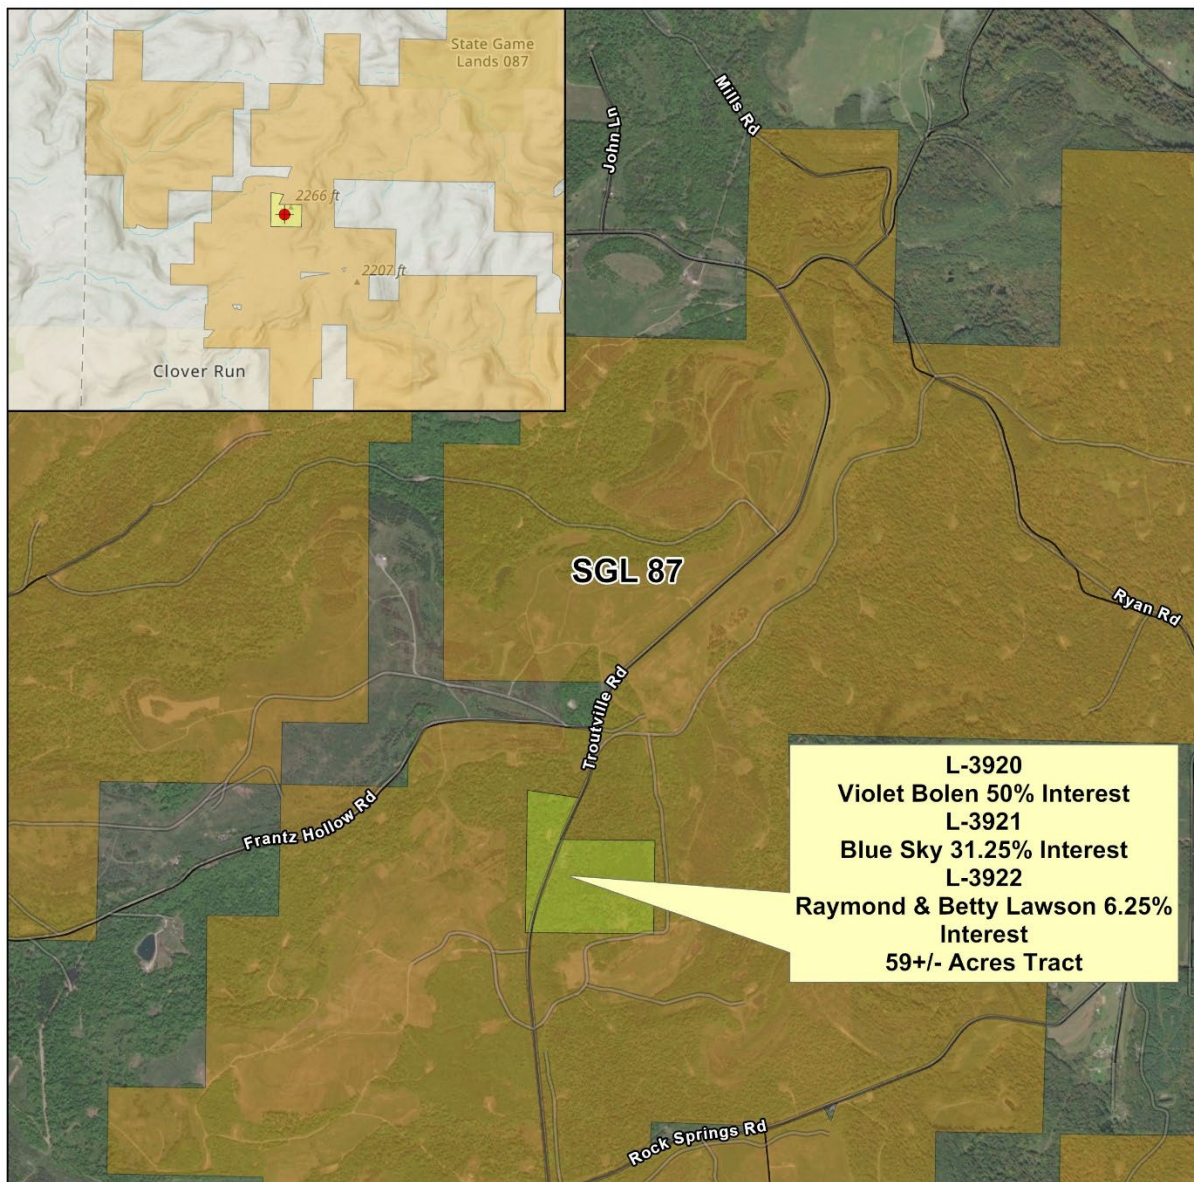 State Game
Lands 087
2266 ft
2207 ft
Clover Run
John Ln
Mills Rd
SGL 87
Ryan Rd
Troutville Rd
Frantz Hollow Rd
L-3920
Violet Bolen 50% Interest
L-3921
Blue Sky 31.25% Interest
L-3922
Raymond & Betty Lawson 6.25%
Interest
59+/- Acres Tract
Rock Springs Rd